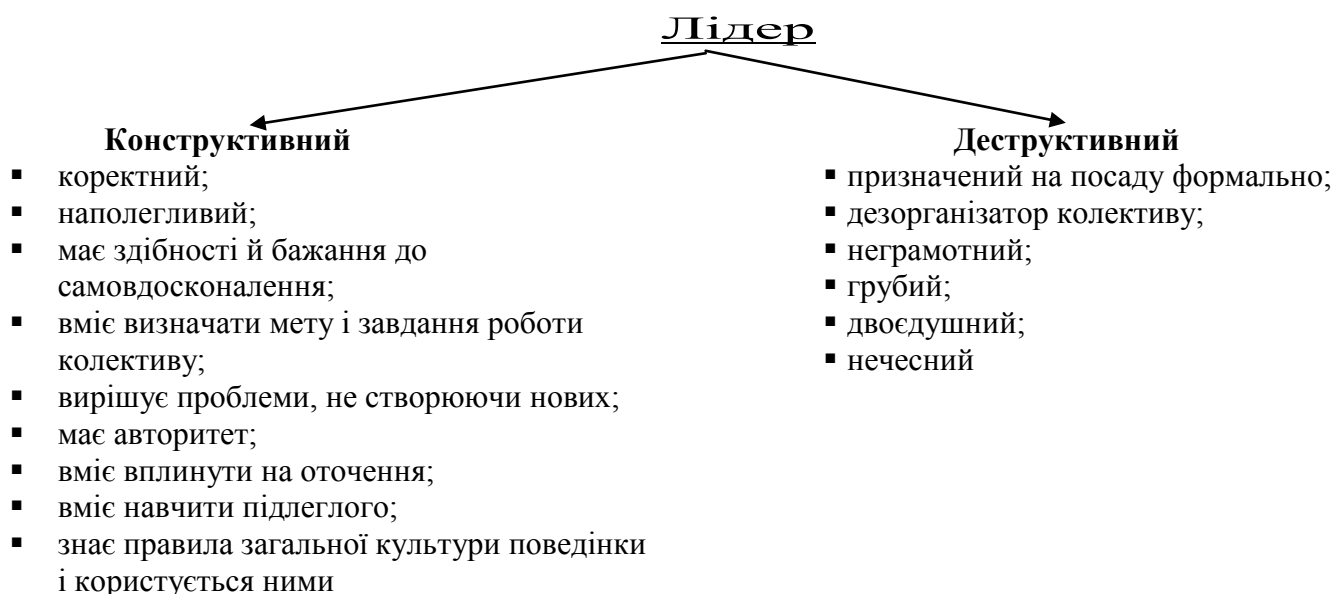 Лідер
Конструктивний
▪ коректний;
▪ наполегливий;
▪ має здібності й бажання до
самовдосконалення;
▪ вміє визначати мету і завдання роботи
колективу;
▪ вирішує проблеми, не створюючи нових;
▪ має авторитет;
▪ вміє вплинути на оточення;
▪ вміє навчити підлеглого;
▪ знає правила загальної культури поведінки
і користується ними
Деструктивний
▪ призначений на посаду формально;
▪ дезорганізатор колективу;
▪ неграмотний;
▪ грубий;
▪ двоєдушний;
▪ нечесний